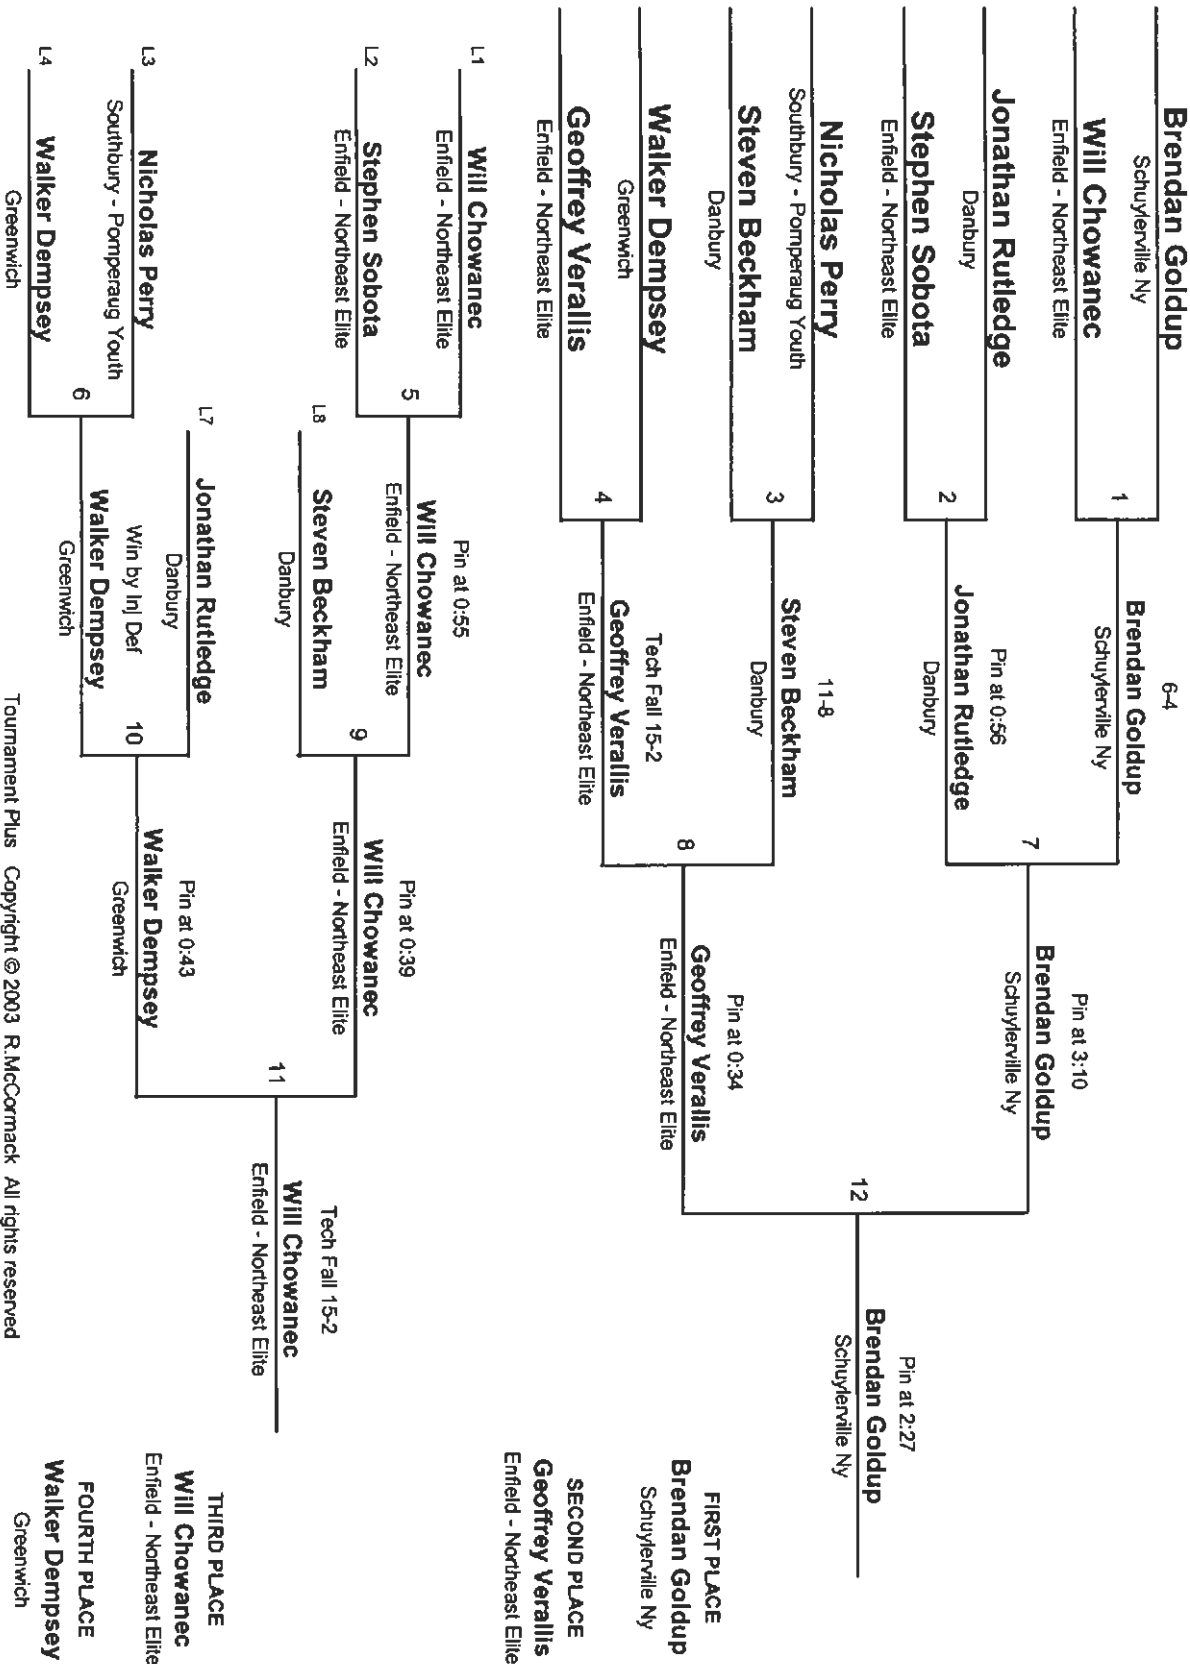 Brendan Goldup
Schuylerville Ny
Will Chowanec
Enfield - Northeast Elite
1
Jonathan Rutledge
Danbury
Stephen Sobota
Enfield - Northeast Elite
2
Nicholas Perry
Southbury - Pomperaug Youth
Steven Beckham
Danbury
3
Walker Dempsey
Greenwich
Geoffrey Verallis
Enfield - Northeast Elite
4
6-4
Brendan Goldup
Schuylerville Ny
Pin at 0:56
Jonathan Rutledge
Danbury
7
11-8
Steven Beckham
Danbury
Tech Fall 15-2
Geoffrey Verallis
Enfield - Northeast Elite
8
Pin at 3:10
Brendan Goldup
Schuylerville Ny
Pin at 0:34
Geoffrey Verallis
Enfield - Northeast Elite
12
Pin at 2:27
Brendan Goldup
Schuylerville Ny
L1
Will Chowanec
Enfield - Northeast Elite
L2
Stephen Sobota
Enfield - Northeast Elite
5
L3
Nicholas Perry
Southbury - Pomperaug Youth
L4
Walker Dempsey
Greenwich
6
Pin at 0:55
Will Chowanec
Enfield - Northeast Elite
L8
Steven Beckham
Danbury
9
L7
Jonathan Rutledge
Danbury
Win by Inj Def
Walker Dempsey
Greenwich
10
Pin at 0:39
Will Chowanec
Enfield - Northeast Elite
Pin at 0:43
Walker Dempsey
Greenwich
11
Tech Fall 15-2
Will Chowanec
Enfield - Northeast Elite
FIRST PLACE
Brendan Goldup
Schuylerville Ny
SECOND PLACE
Geoffrey Verallis
Enfield - Northeast Elite
THIRD PLACE
Will Chowanec
Enfield - Northeast Elite
FOURTH PLACE
Walker Dempsey
Greenwich
Tournament Plus Copyright © 2003 R.McCormack All rights reserved